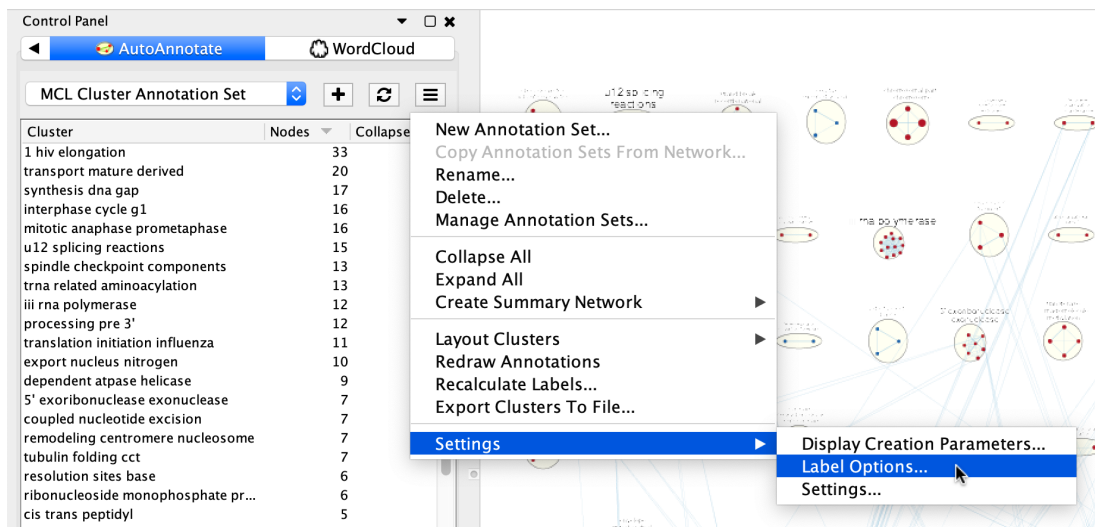 Control Panel
AutoAnnotate
WordCloud
MCL Cluster Annotation Set
Cluster Nodes Collapse
1 hiv elongation 33
transport mature derived 20
synthesis dna gap 17
interphase cycle g1 16
mitotic anaphase prometaphase 16
u12 splicing reactions 15
spindle checkpoint components 13
trna related aminoacylation 13
iii rna polymerase 12
processing pre 3' 12
translation initiation influenza 11
export nucleus nitrogen 10
dependent atpase helicase 9
5' exoribonuclease exonuclease 7
coupled nucleotide excision 7
remodeling centromere nucleosome 7
tubulin folding cct 7
resolution sites base 6
ribonucleoside monophosphate pr... 6
cis trans peptidyl 5
New Annotation Set...
Copy Annotation Sets From Network...
Rename...
Delete...
Manage Annotation Sets...
Collapse All
Expand All
Create Summary Network
Layout Clusters
Redraw Annotations
Recalculate Labels...
Export Clusters To File...
Settings
Display Creation Parameters...
Label Options...
Settings...
u12 splicing
reactions
rna polymerase
5' exoribonuclease
exonuclease